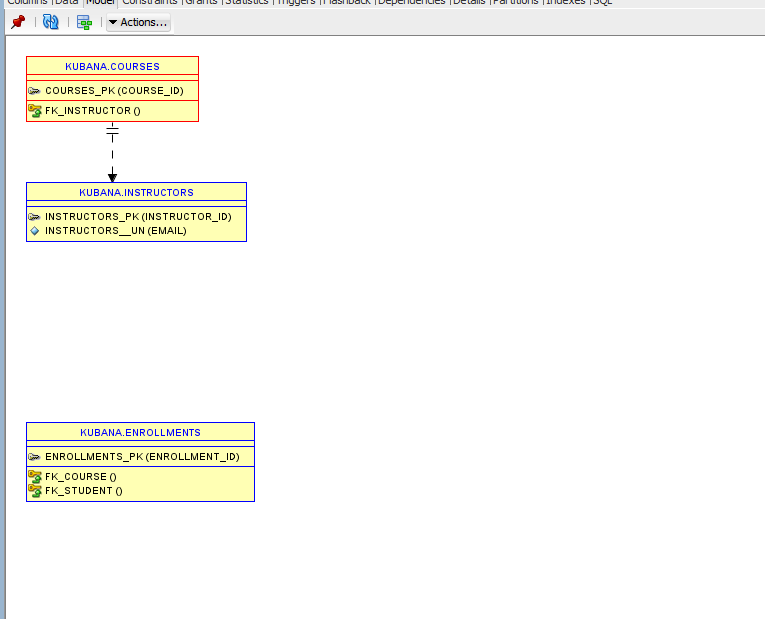 Columns | Data | Model | Constraints | Grants | Statistics | Triggers | Flashback | Dependencies | Details | Partitions | Indexes | SQL
Actions...
KUBANA.COURSES
COURSES_PK (COURSE_ID)
FK_INSTRUCTOR ()
KUBANA.INSTRUCTORS
INSTRUCTORS_PK (INSTRUCTOR_ID)
INSTRUCTORS__UN (EMAIL)
KUBANA.ENROLLMENTS
ENROLLMENTS_PK (ENROLLMENT_ID)
FK_COURSE ()
FK_STUDENT ()